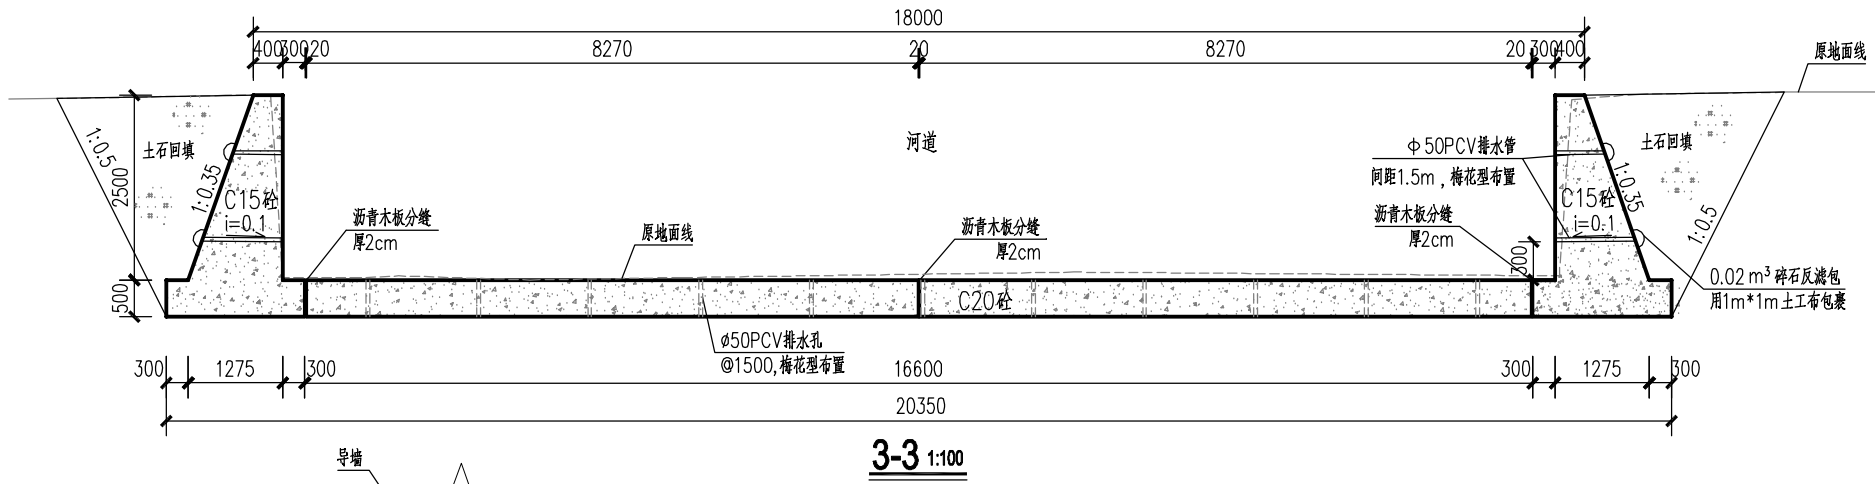 18000
400 300 20 8270 20 8270 20 300 400
原地面线
1:0.5
土石回填
2500
1:0.35
C15砼
i=0.1
500
沥青木板分缝
厚2cm
原地面线
河道
沥青木板分缝
厚2cm
C20砼
ø50PCV排水孔
@1500,梅花型布置
Φ50PCV排水管
间距1.5m,梅花型布置
沥青木板分缝
厚2cm
300
C15砼
i=0.1
1:0.35
土石回填
1:0.5
0.02 m³ 碎石反滤包
用1m*1m土工布包裹
300 1275 300 16600 300 1275 300
20350
3-3 1:100
导墙